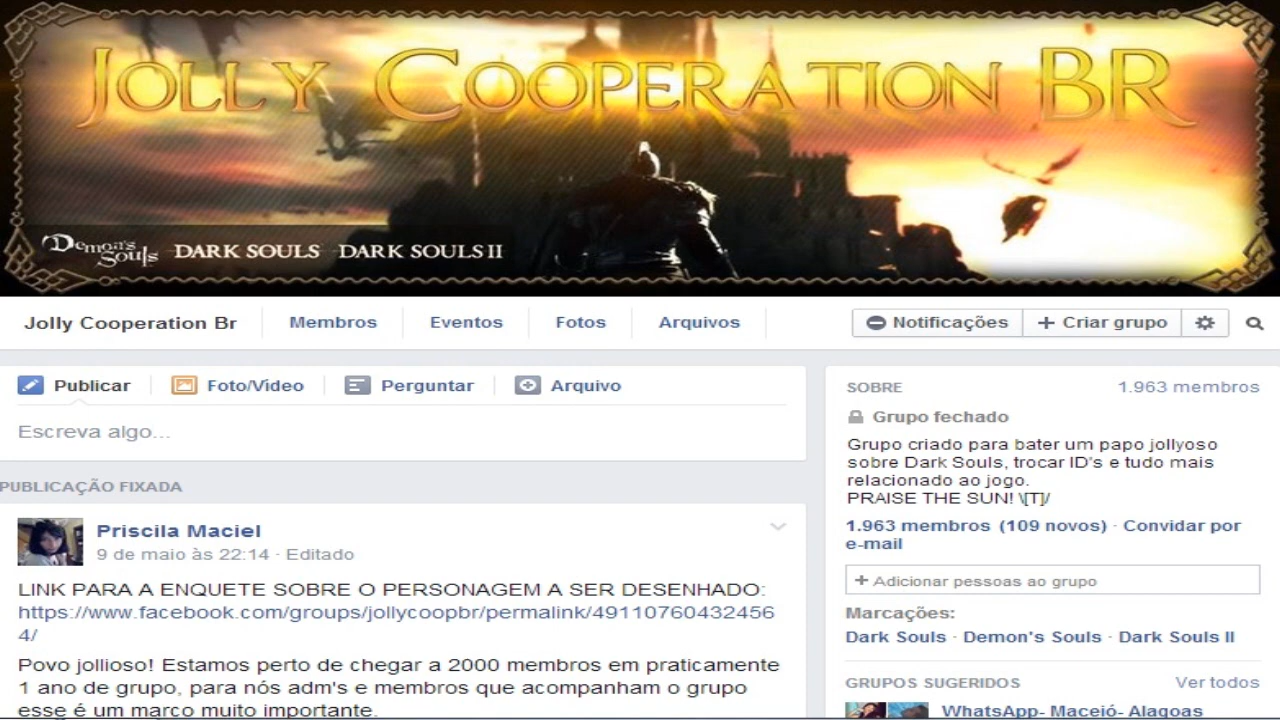 JOLLY COOPERATION BR
Demon's Souls DARK SOULS DARK SOULS II
Jolly Cooperation Br Membros Eventos Fotos Arquivos Notificações + Criar grupo
Publicar Foto/Vídeo Perguntar Arquivo
Escreva algo...
PUBLICAÇÃO FIXADA
Priscila Maciel
9 de maio às 22:14 · Editado
LINK PARA A ENQUETE SOBRE O PERSONAGEM A SER DESENHADO:
https://www.facebook.com/groups/jollycoopbr/permalink/49110760432456
4/
Povo jollioso! Estamos perto de chegar a 2000 membros em praticamente
1 ano de grupo, para nós adm's e membros que acompanham o grupo
esse é um marco muito importante.
SOBRE 1.963 membros
Grupo fechado
Grupo criado para bater um papo jollyoso
sobre Dark Souls, trocar ID's e tudo mais
relacionado ao jogo.
PRAISE THE SUN! \[T]/
1.963 membros (109 novos) · Convidar por
e-mail
+ Adicionar pessoas ao grupo
Marcações:
Dark Souls · Demon's Souls · Dark Souls II
GRUPOS SUGERIDOS Ver todos
WhatsApp- Maceió- Alagoas